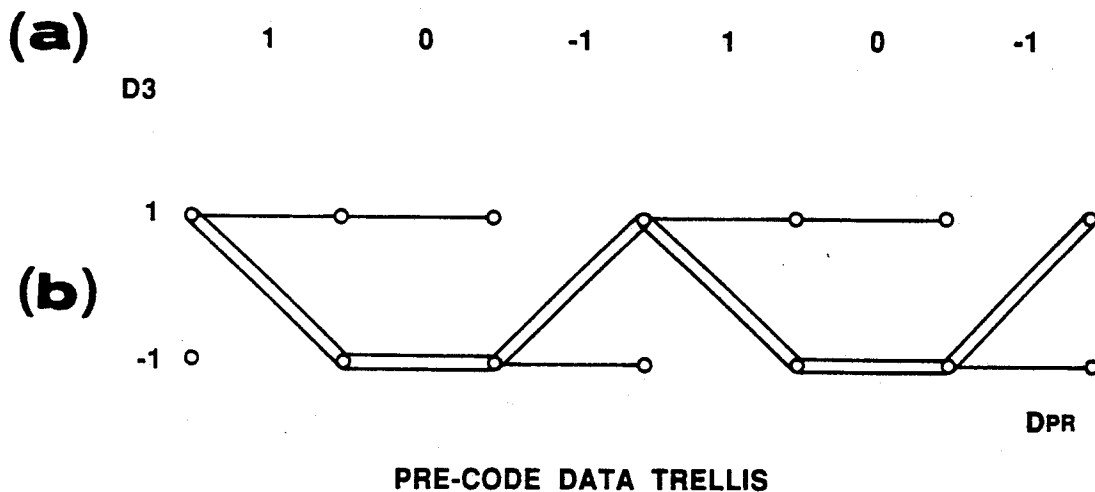 (a) 1 0 -1 1 0 -1
D3
1
(b)
-1
DPR
PRE-CODE DATA TRELLIS